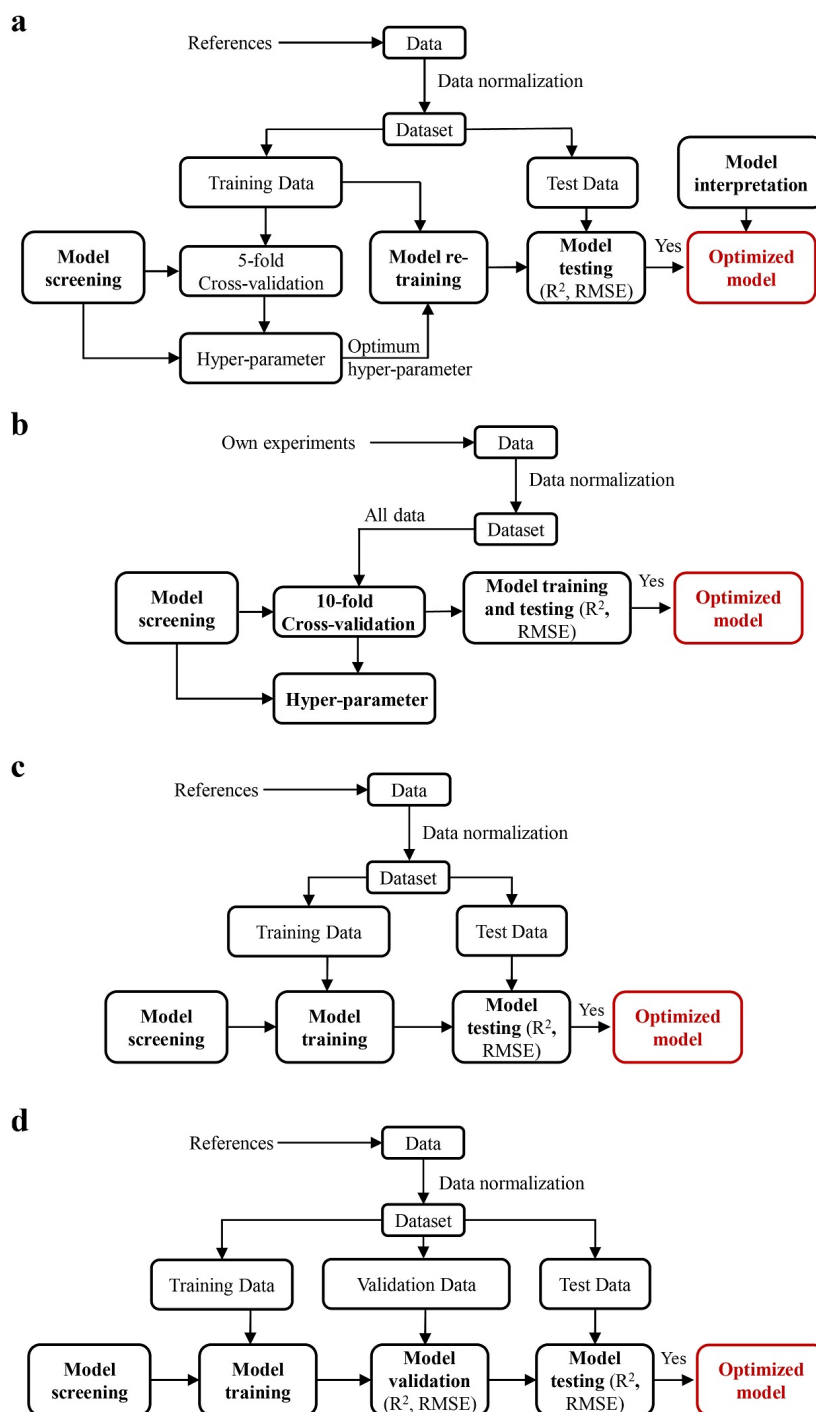 a
References
Data
Data normalization
Dataset
Training Data
Test Data
Model
interpretation
Model
screening
5-fold
Cross-validation
Model re-
training
Model
testing
(R², RMSE)
Yes
Optimized
model
Hyper-parameter
Optimum
hyper-parameter
b
Own experiments
Data
Data normalization
All data
Dataset
Model
screening
10-fold
Cross-validation
Model training
and testing (R²,
RMSE)
Yes
Optimized
model
Hyper-parameter
c
References
Data
Data normalization
Dataset
Training Data
Test Data
Model
screening
Model
training
Model
testing (R²,
RMSE)
Yes
Optimized
model
d
References
Data
Data normalization
Dataset
Training Data
Validation Data
Test Data
Model
screening
Model
training
Model
validation
(R², RMSE)
Model
testing (R²,
RMSE)
Yes
Optimized
model